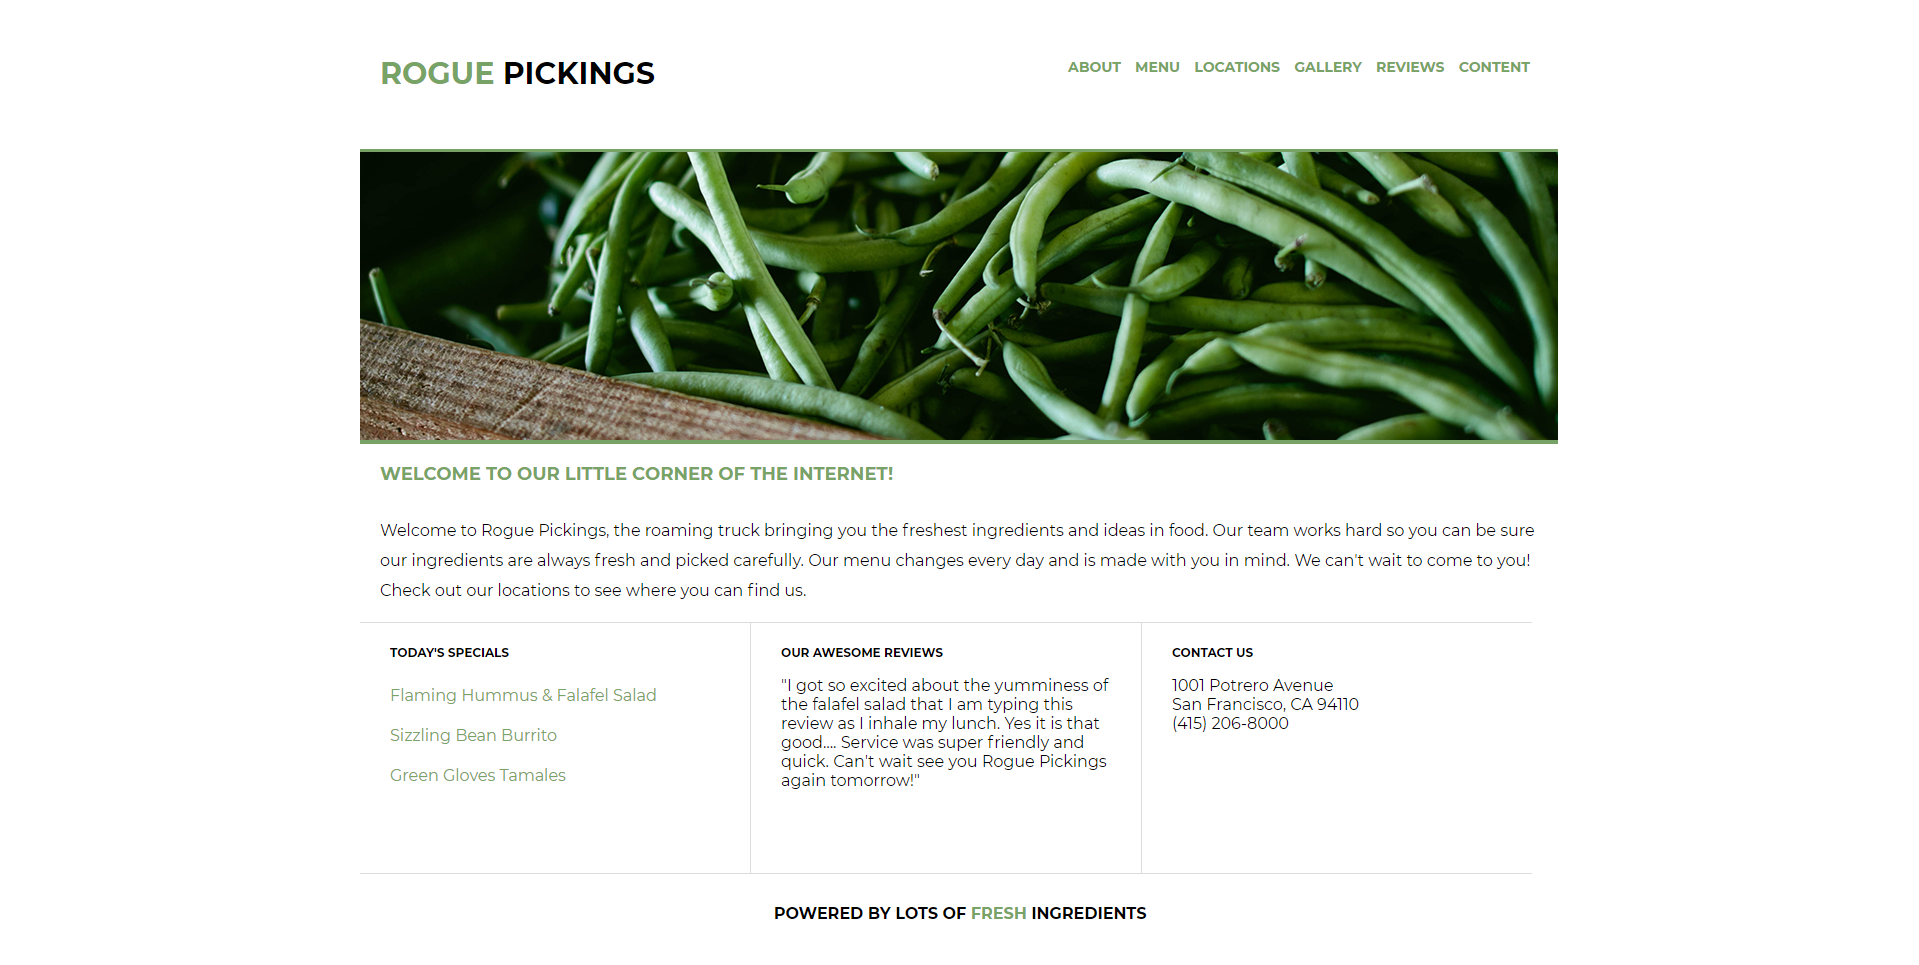 ROGUE PICKINGS
ABOUT MENU LOCATIONS GALLERY REVIEWS CONTENT
WELCOME TO OUR LITTLE CORNER OF THE INTERNET!
Welcome to Rogue Pickings, the roaming truck bringing you the freshest ingredients and ideas in food. Our team works hard so you can be sure
our ingredients are always fresh and picked carefully. Our menu changes every day and is made with you in mind. We can't wait to come to you!
Check out our locations to see where you can find us.
TODAY'S SPECIALS
Flaming Hummus & Falafel Salad
Sizzling Bean Burrito
Green Gloves Tamales
OUR AWESOME REVIEWS
"I got so excited about the yumminess of
the falafel salad that I am typing this
review as I inhale my lunch. Yes it is that
good.... Service was super friendly and
quick. Can't wait see you Rogue Pickings
again tomorrow!"
CONTACT US
1001 Potrero Avenue
San Francisco, CA 94110
(415) 206-8000
POWERED BY LOTS OF FRESH INGREDIENTS